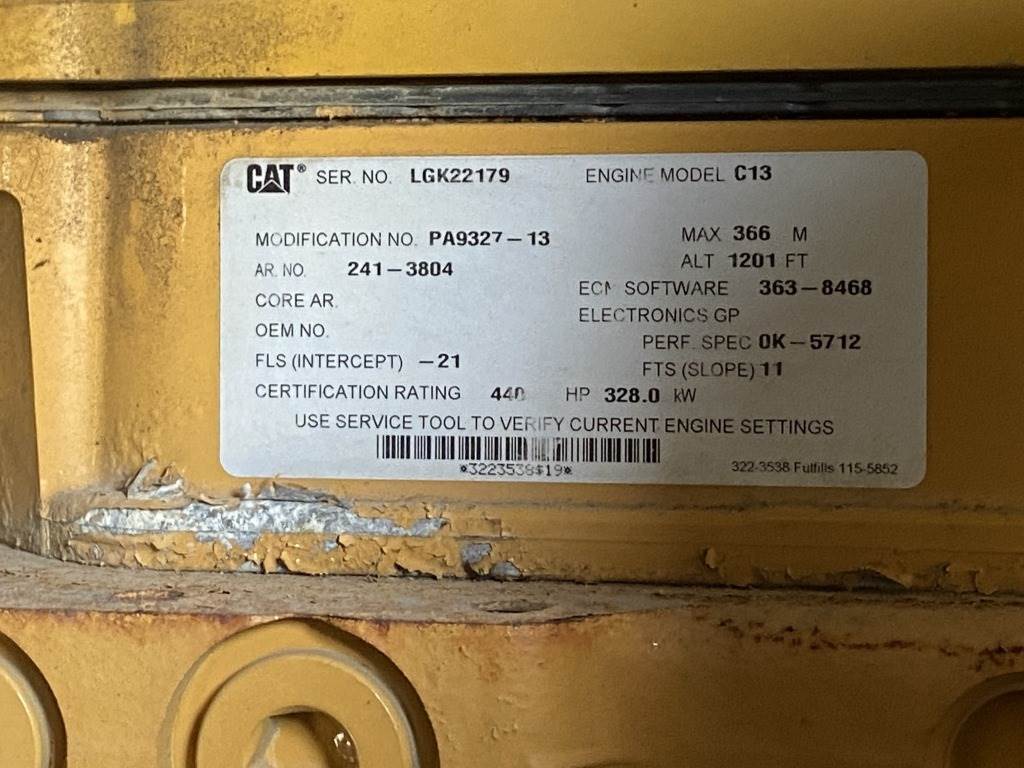 CAT® SER. NO. LGK22179 ENGINE MODEL C13
MODIFICATION NO. PA9327-13 MAX 366 M
AR. NO. 241-3804 ALT 1201 FT
CORE AR. ECM SOFTWARE 363-8468
OEM NO. ELECTRONICS GP
PERF. SPEC 0K-5712
FLS (INTERCEPT) -21 FTS (SLOPE) 11
CERTIFICATION RATING 440 HP 328.0 kW
USE SERVICE TOOL TO VERIFY CURRENT ENGINE SETTINGS
*3223538$19* 322-3538 Fulfills 115-5852